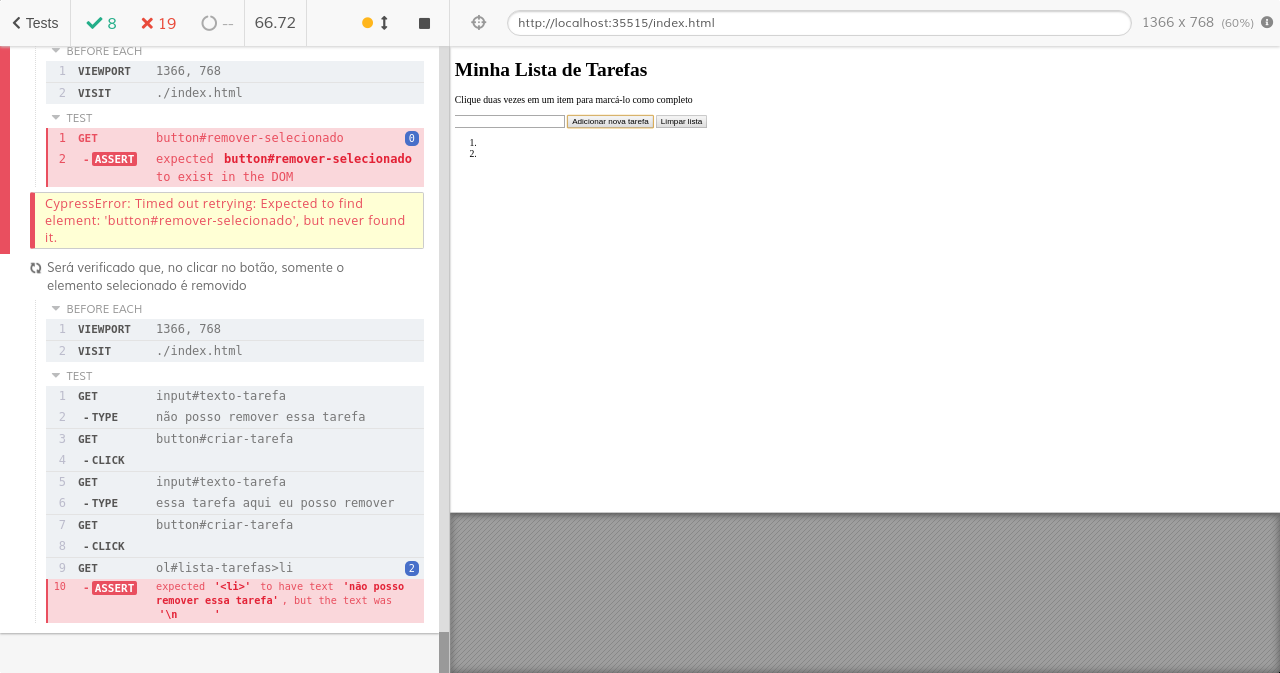 Tests
8
19
--
66.72
http://localhost:35515/index.html
1366 x 768 (60%)
BEFORE EACH
1 VIEWPORT 1366, 768
2 VISIT ./index.html
TEST
1 GET button#remover-selecionado 0
2 - ASSERT expected button#remover-selecionado
to exist in the DOM
CypressError: Timed out retrying: Expected to find
element: 'button#remover-selecionado', but never found
it.
Será verificado que, no clicar no botão, somente o
elemento selecionado é removido
BEFORE EACH
1 VIEWPORT 1366, 768
2 VISIT ./index.html
TEST
1 GET input#texto-tarefa
2 - TYPE não posso remover essa tarefa
3 GET button#criar-tarefa
4 - CLICK
5 GET input#texto-tarefa
6 - TYPE essa tarefa aqui eu posso remover
7 GET button#criar-tarefa
8 - CLICK
9 GET ol#lista-tarefas>li 2
10 - ASSERT expected '<li>' to have text 'não posso
remover essa tarefa' , but the text was
'\n '
Minha Lista de Tarefas
Clique duas vezes em um item para marcá-lo como completo
Adicionar nova tarefa Limpar lista
1.
2.